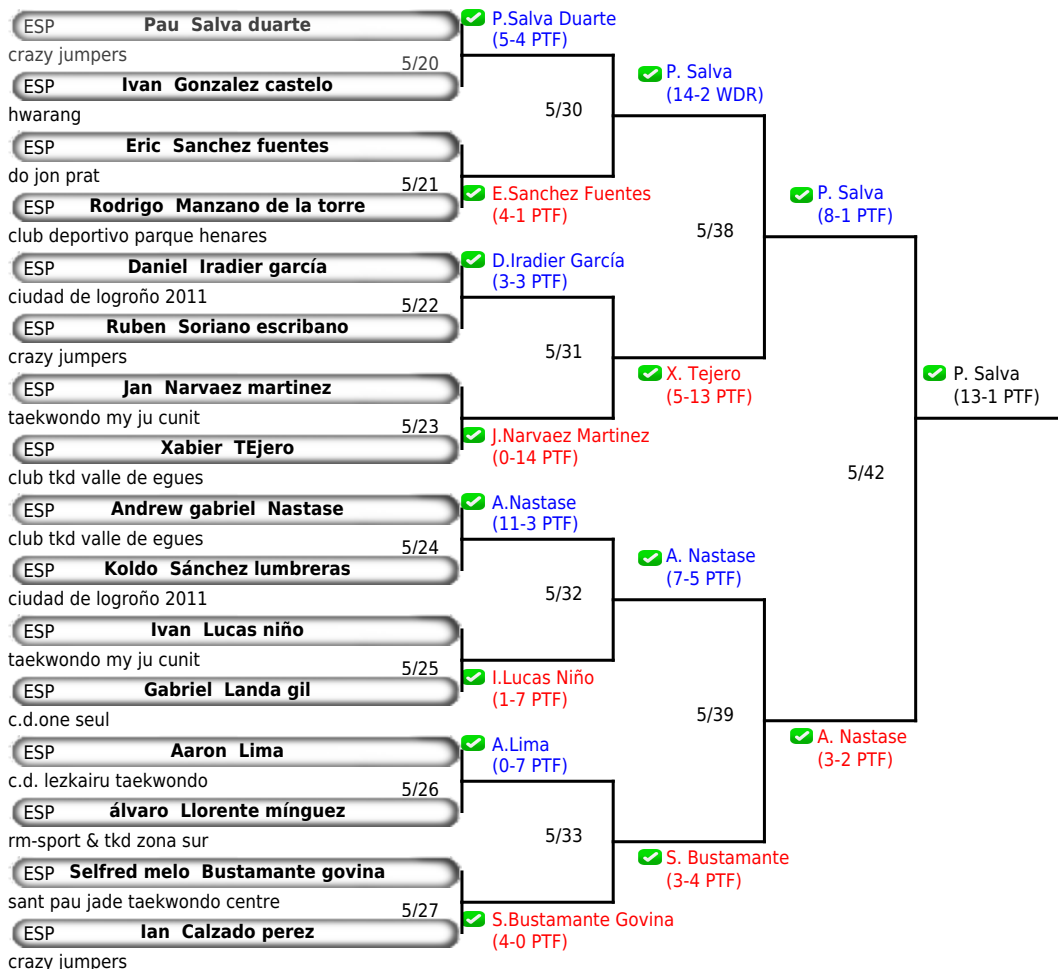 ESP Pau Salva duarte
crazy jumpers
5/20
ESP Ivan Gonzalez castelo
hwarang
ESP Eric Sanchez fuentes
do jon prat
5/21
ESP Rodrigo Manzano de la torre
club deportivo parque henares
ESP Daniel Iradier garcía
ciudad de logroño 2011
5/22
ESP Ruben Soriano escribano
crazy jumpers
ESP Jan Narvaez martinez
taekwondo my ju cunit
5/23
ESP Xabier TEjero
club tkd valle de egues
ESP Andrew gabriel Nastase
club tkd valle de egues
5/24
ESP Koldo Sánchez lumbreras
ciudad de logroño 2011
ESP Ivan Lucas niño
taekwondo my ju cunit
5/25
ESP Gabriel Landa gil
c.d.one seul
ESP Aaron Lima
c.d. lezkairu taekwondo
5/26
ESP álvaro Llorente mínguez
rm-sport & tkd zona sur
ESP Selfred melo Bustamante govina
sant pau jade taekwondo centre
5/27
ESP Ian Calzado perez
crazy jumpers
P.Salva Duarte
(5-4 PTF)
5/30
E.Sanchez Fuentes
(4-1 PTF)
D.Iradier García
(3-3 PTF)
5/31
J.Narvaez Martinez
(0-14 PTF)
A.Nastase
(11-3 PTF)
5/32
I.Lucas Niño
(1-7 PTF)
A.Lima
(0-7 PTF)
5/33
S.Bustamante Govina
(4-0 PTF)
P. Salva
(14-2 WDR)
5/38
X. Tejero
(5-13 PTF)
A. Nastase
(7-5 PTF)
5/39
S. Bustamante
(3-4 PTF)
P. Salva
(8-1 PTF)
5/42
A. Nastase
(3-2 PTF)
P. Salva
(13-1 PTF)